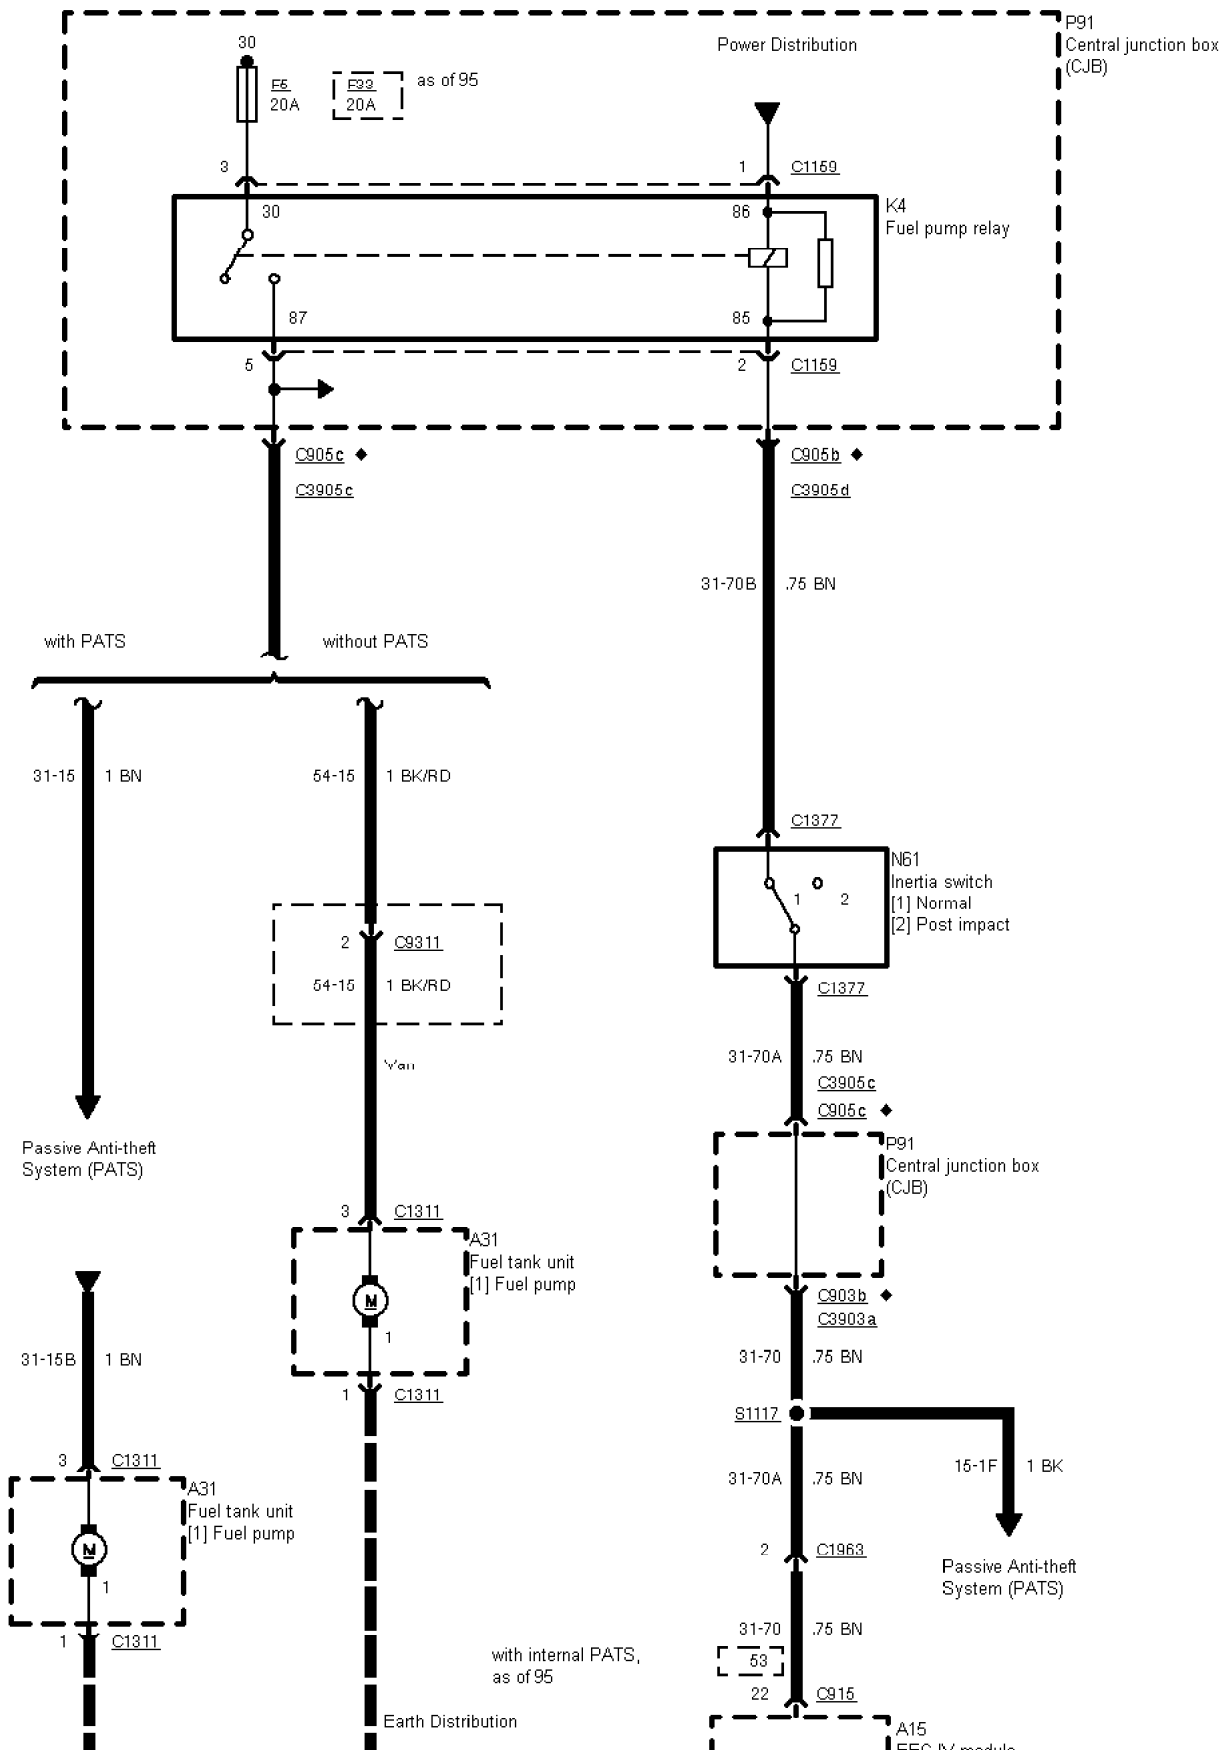 P91
Central junction box
(CJB)
Power Distribution
30
F5
20A
F33
20A
as of 95
3
1
C1159
30
86
K4
Fuel pump relay
87
85
5
2
C1159
C905c
C3905c
C905b
C3905d
31-70B
.75 BN
with PATS
without PATS
31-15
1 BN
54-15
1 BK/RD
C1377
N61
Inertia switch
[1] Normal
[2] Post impact
1
2
2
C9311
54-15
1 BK/RD
Van
C1377
31-70A
.75 BN
C3905c
C905c
Passive Anti-theft
System (PATS)
P91
Central junction box
(CJB)
3
C1311
A31
Fuel tank unit
[1] Fuel pump
M
1
1
C1311
C903b
C3903a
31-70
.75 BN
31-15B
1 BN
S1117
15-1F
1 BK
31-70A
.75 BN
3
C1311
A31
Fuel tank unit
[1] Fuel pump
M
1
1
C1311
2
C1963
Passive Anti-theft
System (PATS)
31-70
.75 BN
with internal PATS,
as of 95
53
22
C915
Earth Distribution
A15
EEC IV module